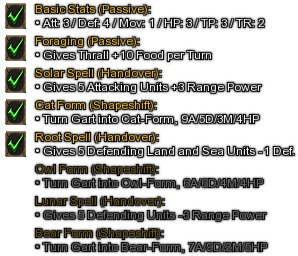 Basic Stats (Passive):
• Att: 3 / Def: 4 / Mov: 1 / HP: 3 / TP: 3 / TR: 2
Foraging (Passive):
• Gives Thrall +10 Food per Turn
Solar Spell (Handover):
• Gives 5 Attacking Units +3 Range Power
Cat Form (Shapeshift):
• Turn Gart into Cat-Form, 9A/5D/3M/4HP
Root Spell (Handover):
• Gives 5 Defending Land and Sea Units -1 Def.
Owl Form (Shapeshift):
• Turn Gart into Owl-Form, 6A/6D/4M/4HP
Lunar Spell (Handover):
• Gives 5 Defending Units -3 Range Power
Bear Form (Shapeshift):
• Turn Gart into Bear-Form, 7A/9D/2M/6HP